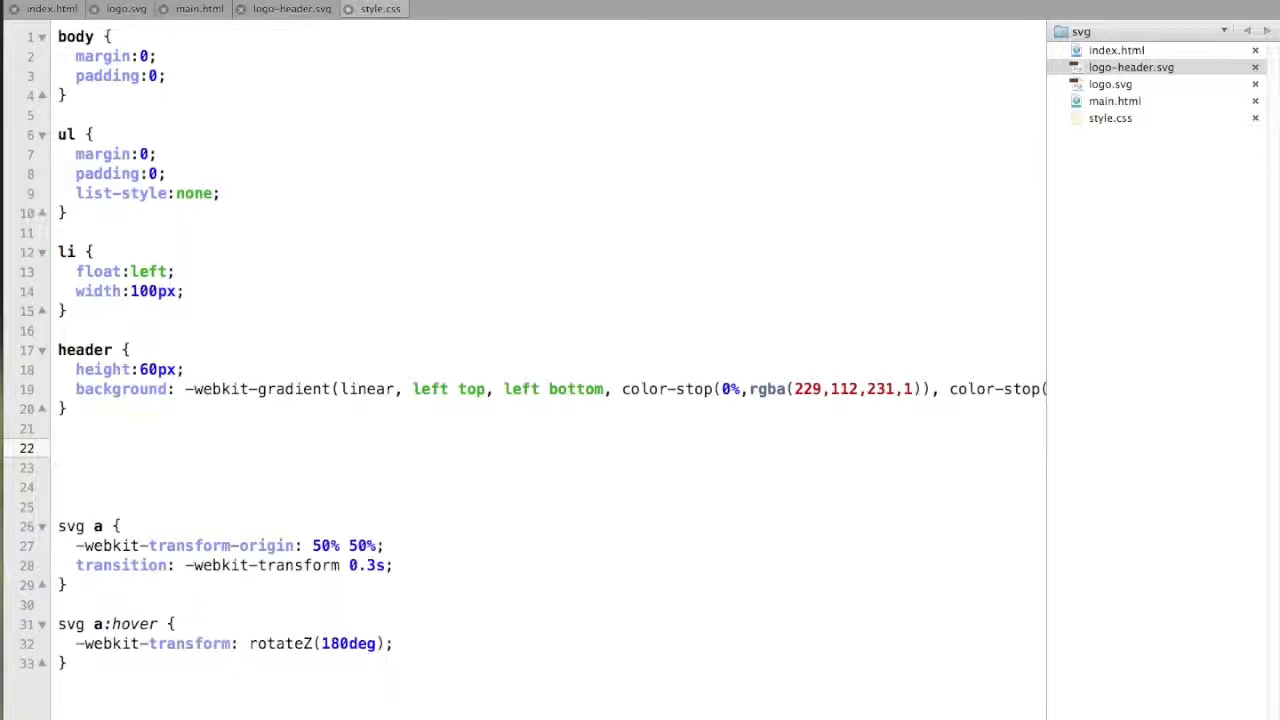 index.html logo.svg main.html logo-header.svg style.css
svg
index.html
logo-header.svg
logo.svg
main.html
style.css
1 body {
2 margin:0;
3 padding:0;
4 }
5
6 ul {
7 margin:0;
8 padding:0;
9 list-style:none;
10 }
11
12 li {
13 float:left;
14 width:100px;
15 }
16
17 header {
18 height:60px;
19 background: -webkit-gradient(linear, left top, left bottom, color-stop(0%,rgba(229,112,231,1)), color-stop(
20 }
21
22
23
24
25
26 svg a {
27 -webkit-transform-origin: 50% 50%;
28 transition: -webkit-transform 0.3s;
29 }
30
31 svg a:hover {
32 -webkit-transform: rotateZ(180deg);
33 }